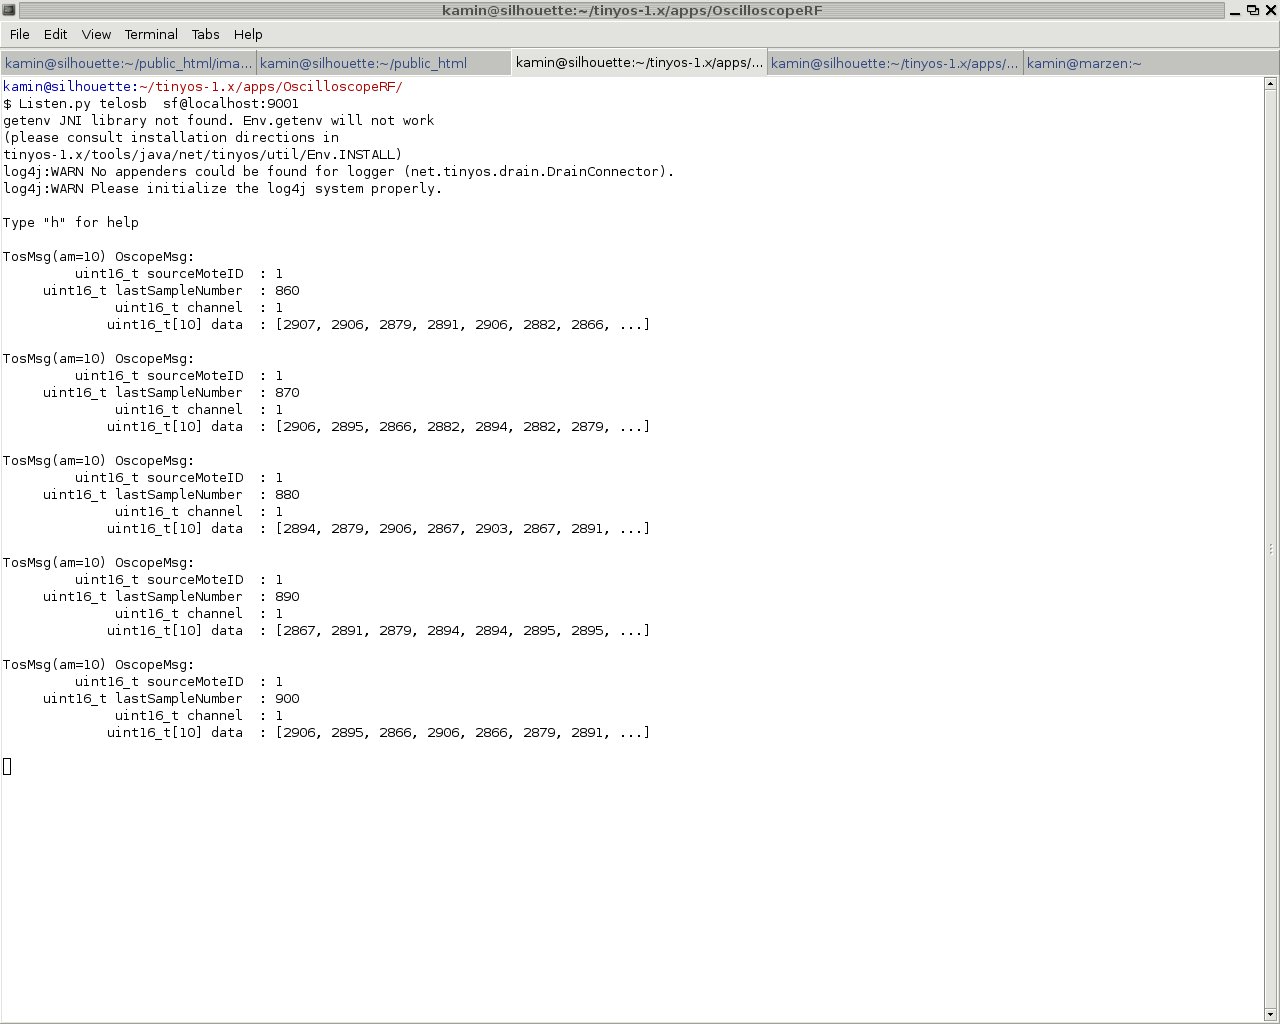 kamin@silhouette:~/tinyos-1.x/apps/OscilloscopeRF
File Edit View Terminal Tabs Help
kamin@silhouette:~/public_html/ima... kamin@silhouette:~/public_html kamin@silhouette:~/tinyos-1.x/apps/... kamin@silhouette:~/tinyos-1.x/apps/... kamin@marzen:~
kamin@silhouette:~/tinyos-1.x/apps/OscilloscopeRF/
$ Listen.py telosb  sf@localhost:9001
getenv JNI library not found. Env.getenv will not work
(please consult installation directions in
tinyos-1.x/tools/java/net/tinyos/util/Env.INSTALL)
log4j:WARN No appenders could be found for logger (net.tinyos.drain.DrainConnector).
log4j:WARN Please initialize the log4j system properly.
Type "h" for help
TosMsg(am=10) OscopeMsg:
uint16_t sourceMoteID  : 1
uint16_t lastSampleNumber  : 860
uint16_t channel  : 1
uint16_t[10] data  : [2907, 2906, 2879, 2891, 2906, 2882, 2866, ...]
TosMsg(am=10) OscopeMsg:
uint16_t sourceMoteID  : 1
uint16_t lastSampleNumber  : 870
uint16_t channel  : 1
uint16_t[10] data  : [2906, 2895, 2866, 2882, 2894, 2882, 2879, ...]
TosMsg(am=10) OscopeMsg:
uint16_t sourceMoteID  : 1
uint16_t lastSampleNumber  : 880
uint16_t channel  : 1
uint16_t[10] data  : [2894, 2879, 2906, 2867, 2903, 2867, 2891, ...]
TosMsg(am=10) OscopeMsg:
uint16_t sourceMoteID  : 1
uint16_t lastSampleNumber  : 890
uint16_t channel  : 1
uint16_t[10] data  : [2867, 2891, 2879, 2894, 2894, 2895, 2895, ...]
TosMsg(am=10) OscopeMsg:
uint16_t sourceMoteID  : 1
uint16_t lastSampleNumber  : 900
uint16_t channel  : 1
uint16_t[10] data  : [2906, 2895, 2866, 2906, 2866, 2879, 2891, ...]